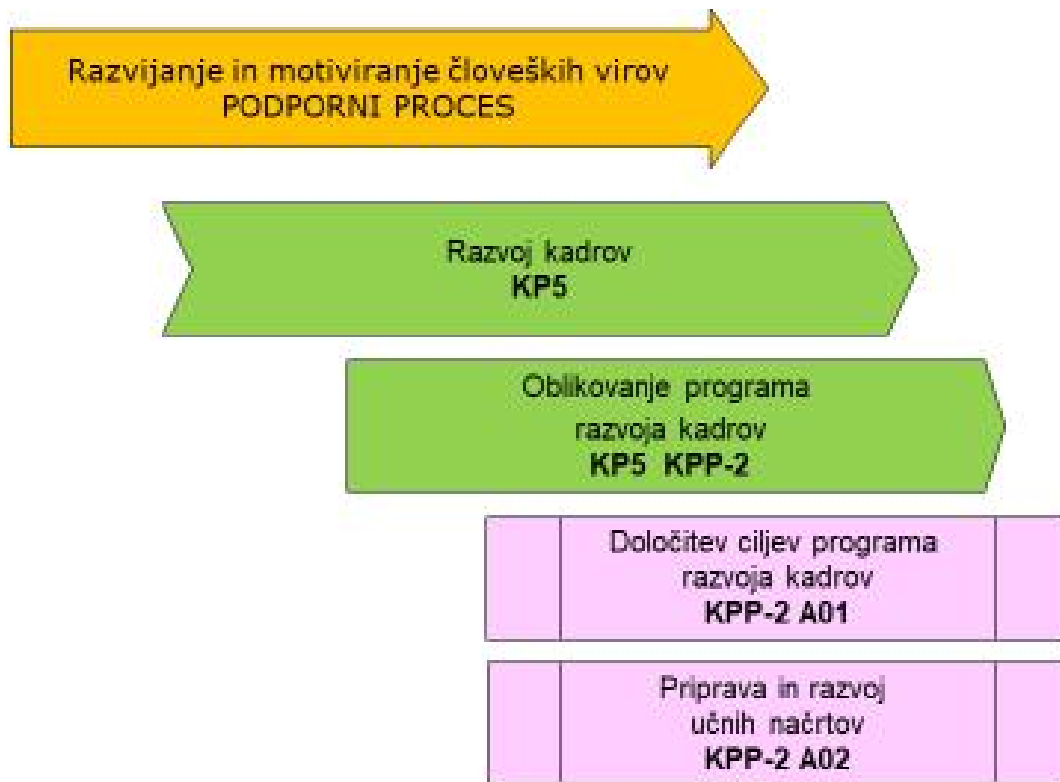 Razvijanje in motiviranje človeških virov
PODPORNI PROCES
Razvoj kadrov
KP5
Oblikovanje programa
razvoja kadrov
KP5 KPP-2
Določitev ciljev programa
razvoja kadrov
KPP-2 A01
Priprava in razvoj
učnih načrtov
KPP-2 A02